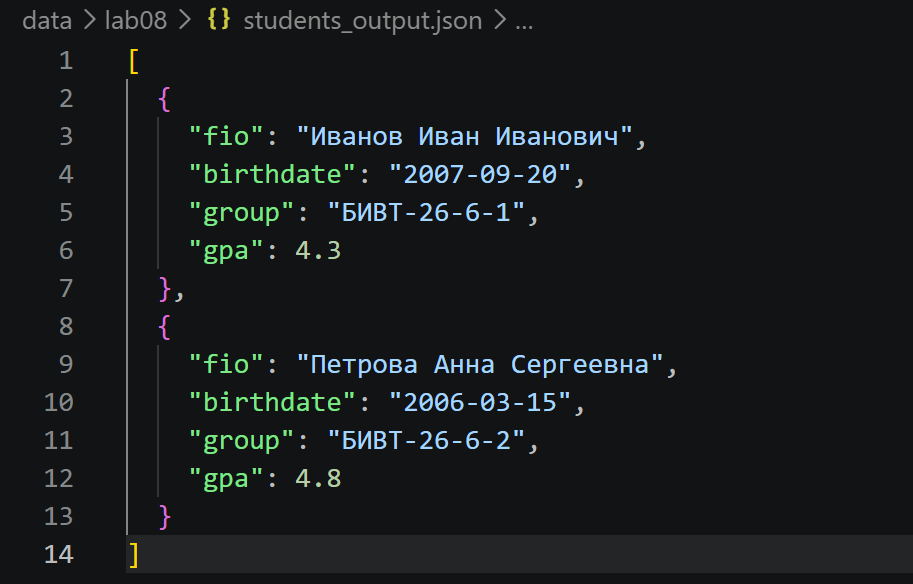 data > lab08 > {} students_output.json > ...
1 [
2 {
3 "fio": "Иванов Иван Иванович",
4 "birthdate": "2007-09-20",
5 "group": "БИВТ-26-6-1",
6 "gpa": 4.3
7 },
8 {
9 "fio": "Петрова Анна Сергеевна",
10 "birthdate": "2006-03-15",
11 "group": "БИВТ-26-6-2",
12 "gpa": 4.8
13 }
14 ]